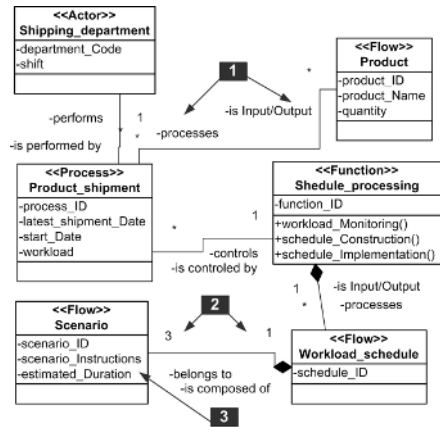 <<Actor>>
Shipping_department
-department_Code
-shift
<<Flow>>
Product
-product_ID
-product_Name
-quantity
1
*
-performs
1
-is Input/Output
*
*
-processes
-is performed by
<<Process>>
Product_shipment
-process_ID
-latest_shipment_Date
-start_Date
-workload
<<Function>>
Shedule_processing
-function_ID
+workload_Monitoring()
+schedule_Construction()
+schedule_Implementation()
*
1
-controls
-is controled by
1
-is Input/Output
*
-processes
<<Flow>>
Scenario
-scenario_ID
-scenario_Instructions
-estimated_Duration
2
3
1
-belongs to
-is composed of
<<Flow>>
Workload_schedule
-schedule_ID
3